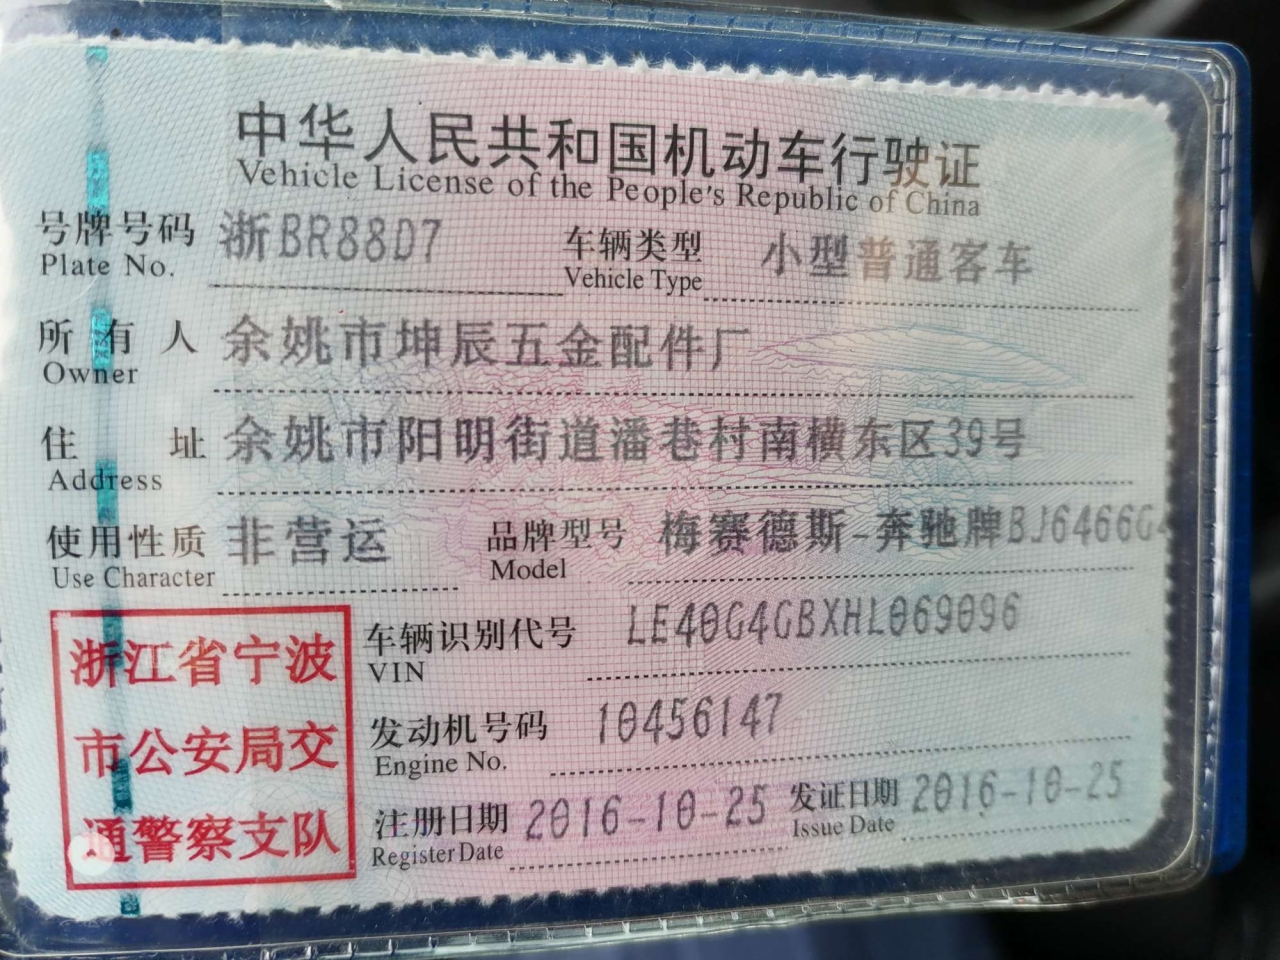 中华人民共和国机动车行驶证
Vehicle License of the People's Republic of China
号牌号码 浙BR88D7 车辆类型 小型普通客车
Plate No. Vehicle Type
所有人 余姚市坤辰五金配件厂
Owner
住址 余姚市阳明街道潘巷村南横东区39号
Address
使用性质 非营运 品牌型号 梅赛德斯-奔驰牌BJ6466G4
Use Character Model
车辆识别代号 LE40G4GBXHL069096
VIN
发动机号码 10456147
Engine No.
注册日期 2016-10-25 发证日期 2016-10-25
Register Date Issue Date
浙江省宁波
市公安局交
通警察支队